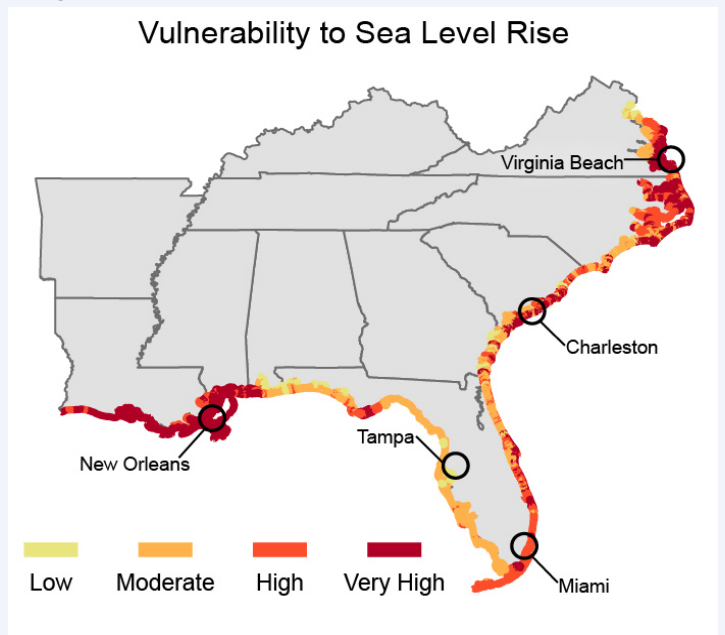 Vulnerability to Sea Level Rise
Virginia Beach
Charleston
Tampa
New Orleans
Miami
Low Moderate High Very High